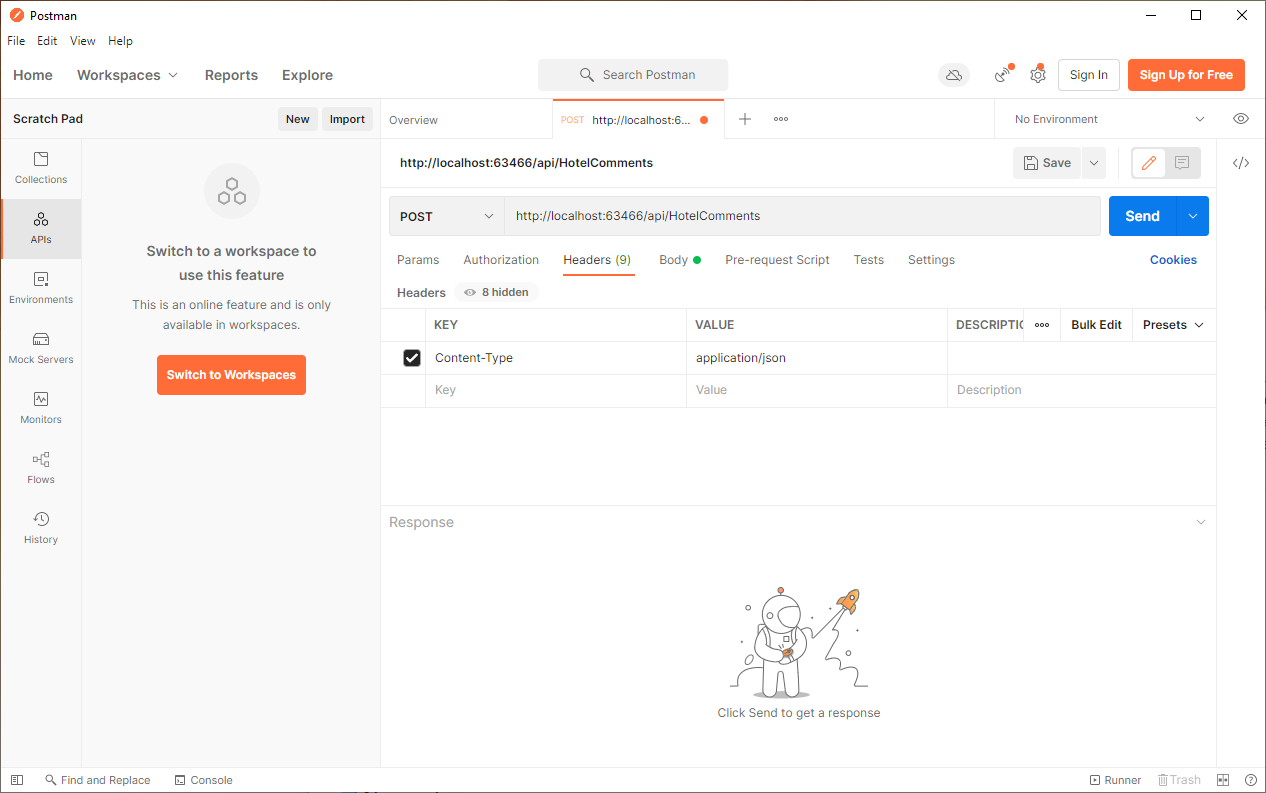 Postman
File Edit View Help
Home Workspaces Reports Explore Search Postman Sign In Sign Up for Free
Scratch Pad New Import Overview POST http://localhost:6... No Environment
Collections
APIs
Environments
Mock Servers
Monitors
Flows
History
Switch to a workspace to
use this feature
This is an online feature and is only
available in workspaces.
Switch to Workspaces
http://localhost:63466/api/HotelComments Save
POST http://localhost:63466/api/HotelComments Send
Params Authorization Headers (9) Body Pre-request Script Tests Settings Cookies
Headers 8 hidden
KEY VALUE DESCRIPTIO Bulk Edit Presets
Content-Type application/json
Key Value Description
Response
Click Send to get a response
Find and Replace Console Runner Trash